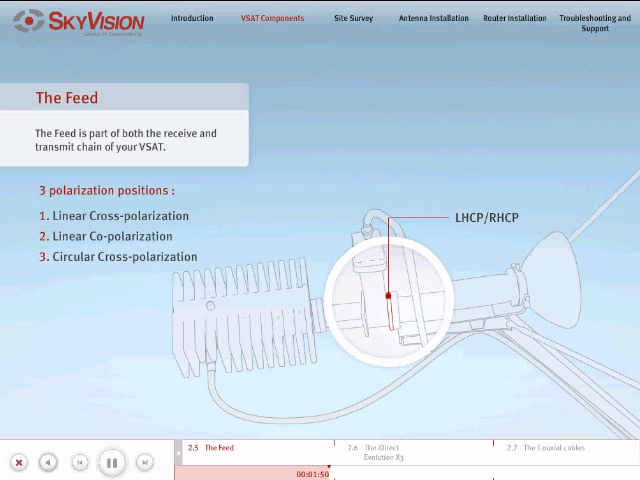 SKYVISION
Global IP Connectivity
Introduction
VSAT Components
Site Survey
Antenna Installation
Router Installation
Troubleshooting and
Support
The Feed
The Feed is part of both the receive and
transmit chain of your VSAT.
3 polarization positions :
1. Linear Cross-polarization
2. Linear Co-polarization
3. Circular Cross-polarization
LHCP/RHCP
2.5 The Feed
2.6 The iDirect
Evolution X3
2.7 The Coaxial cables
00:01:50